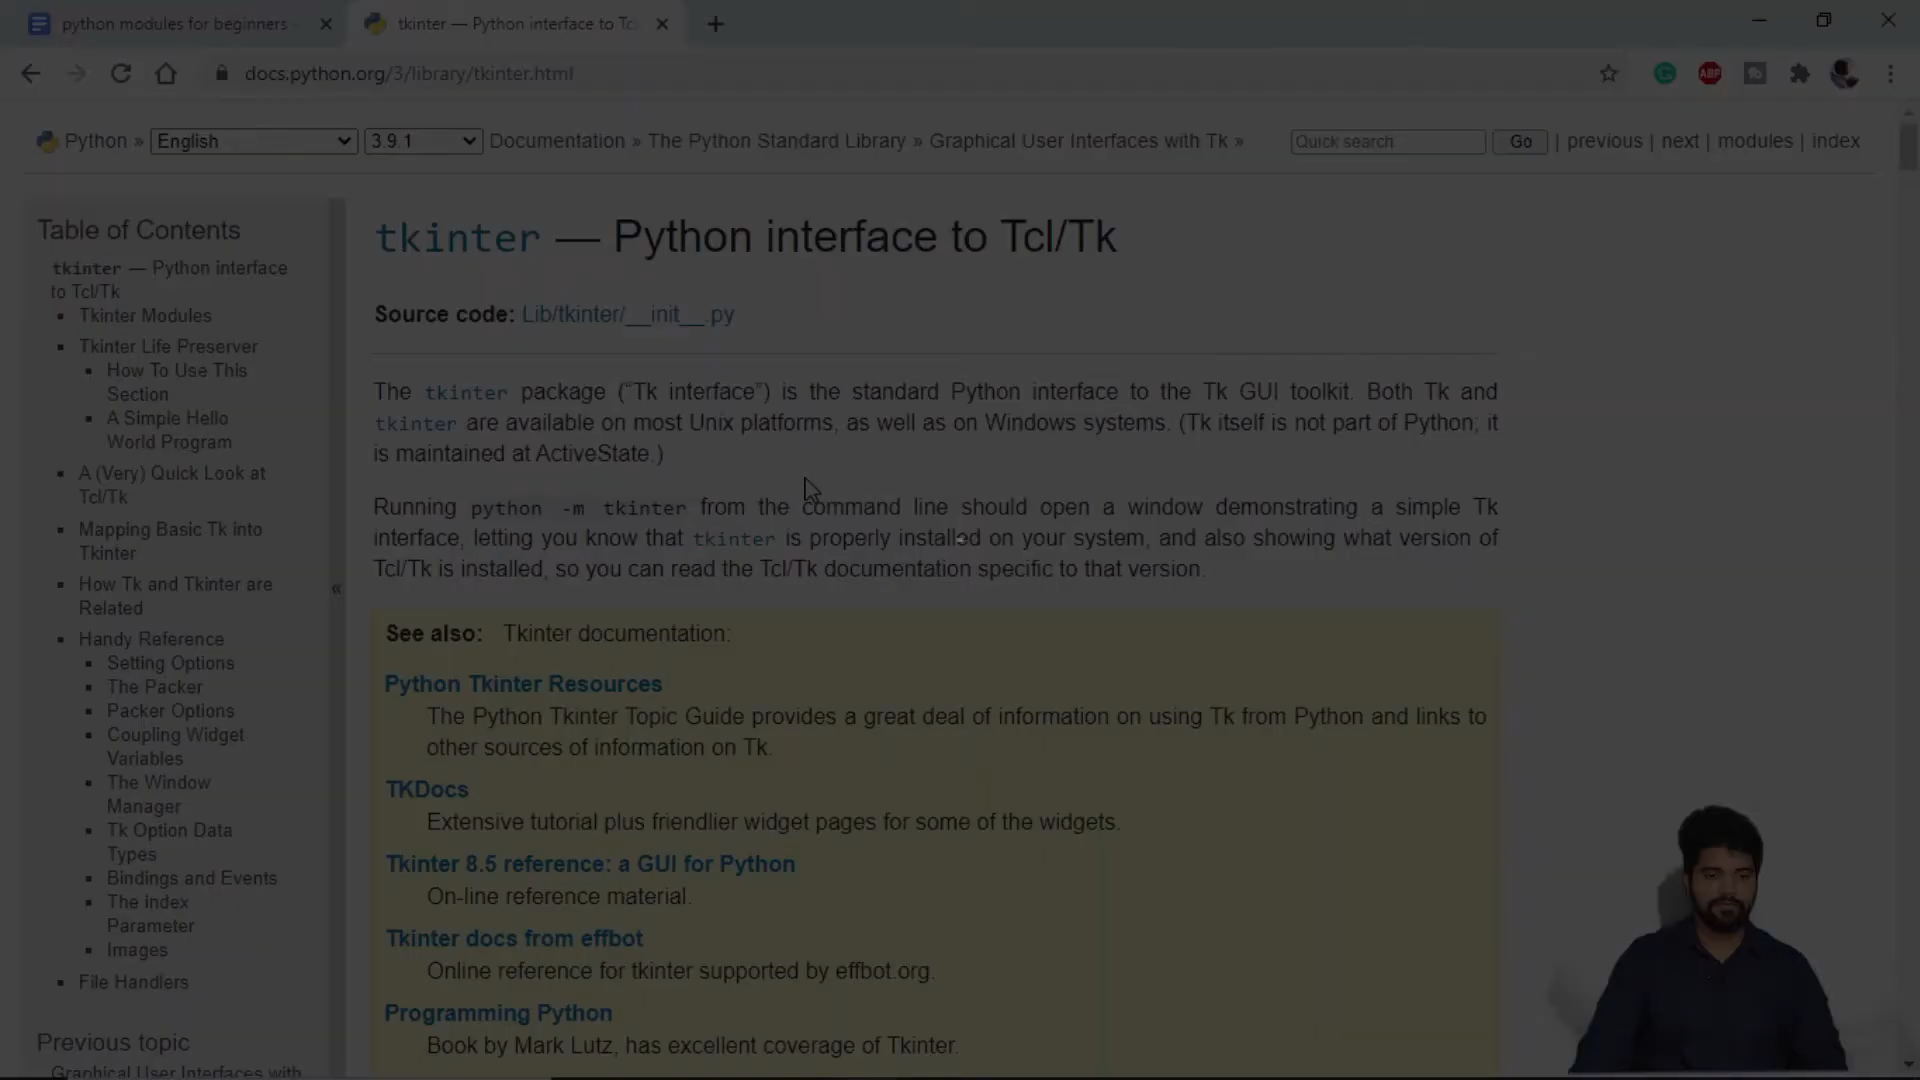 python modules for beginners
tkinter — Python interface to Tc
docs.python.org/3/library/tkinter.html
ABP
Python » English 3.9.1 Documentation » The Python Standard Library » Graphical User Interfaces with Tk » Quick search Go | previous | next | modules | index
Table of Contents
tkinter — Python interface
to Tcl/Tk
Tkinter Modules
Tkinter Life Preserver
How To Use This
Section
A Simple Hello
World Program
A (Very) Quick Look at
Tcl/Tk
Mapping Basic Tk into
Tkinter
How Tk and Tkinter are
Related
Handy Reference
Setting Options
The Packer
Packer Options
Coupling Widget
Variables
The Window
Manager
Tk Option Data
Types
Bindings and Events
The index
Parameter
Images
File Handlers
Previous topic
Graphical User Interfaces with
«
tkinter — Python interface to Tcl/Tk
Source code: Lib/tkinter/__init__.py
The tkinter package (“Tk interface”) is the standard Python interface to the Tk GUI toolkit. Both Tk and
tkinter are available on most Unix platforms, as well as on Windows systems. (Tk itself is not part of Python; it
is maintained at ActiveState.)
Running python -m tkinter from the command line should open a window demonstrating a simple Tk
interface, letting you know that tkinter is properly installed on your system, and also showing what version of
Tcl/Tk is installed, so you can read the Tcl/Tk documentation specific to that version.
See also: Tkinter documentation:
Python Tkinter Resources
The Python Tkinter Topic Guide provides a great deal of information on using Tk from Python and links to
other sources of information on Tk.
TKDocs
Extensive tutorial plus friendlier widget pages for some of the widgets.
Tkinter 8.5 reference: a GUI for Python
On-line reference material.
Tkinter docs from effbot
Online reference for tkinter supported by effbot.org.
Programming Python
Book by Mark Lutz, has excellent coverage of Tkinter.